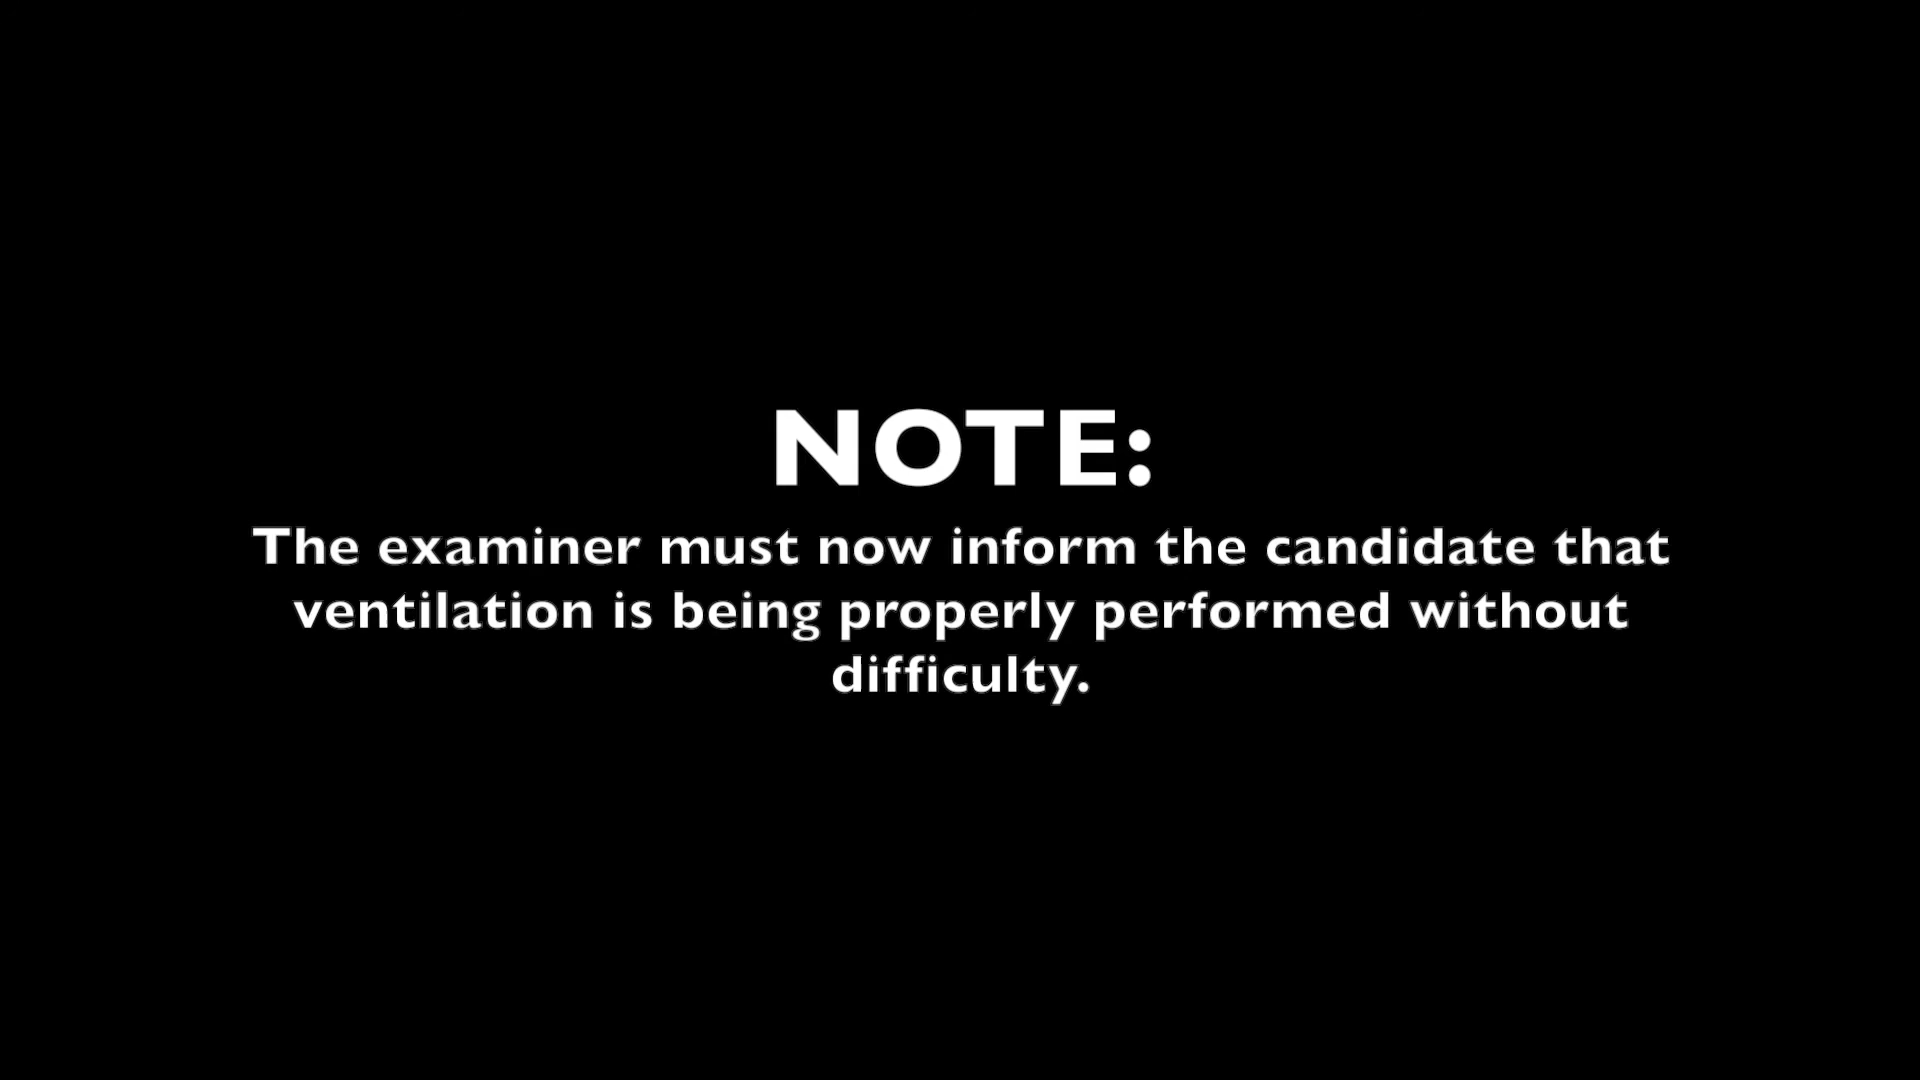 NOTE:
The examiner must now inform the candidate that
ventilation is being properly performed without
difficulty.